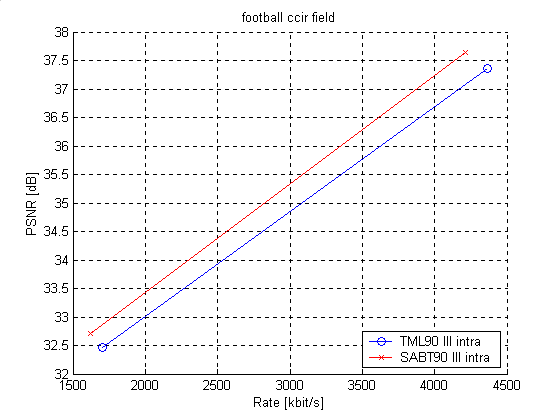 football ccir field
38
37.5
37
36.5
36
35.5
35
34.5
34
33.5
33
32.5
32
PSNR [dB]
1500 2000 2500 3000 3500 4000 4500
Rate [kbit/s]
TML90 III intra
SABT90 III intra